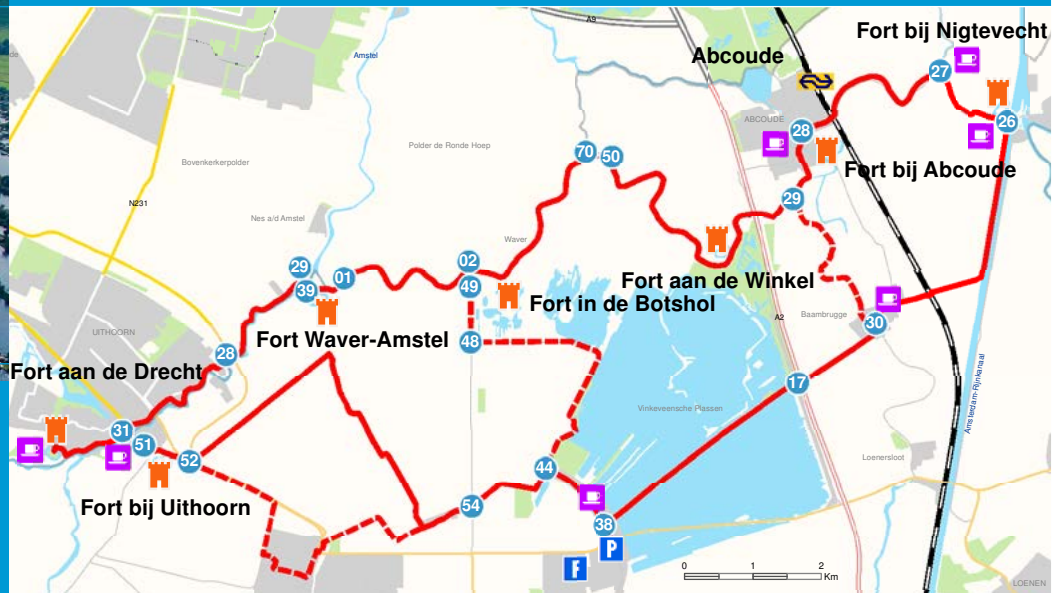 A9
Fort bij Nigtevecht
Abcoude
Amstel
27
26
ABCOUDE
28
Polder de Ronde Hoep
Bovenkerkerpolder
70
50
Fort bij Abcoude
N231
29
Nes a/d Amstel
Waver
29
01
02
39
49
Fort aan de Winkel
Fort in de Botshol
A2
Baambrugge
30
UITHOORN
Fort Waver-Amstel
48
28
Fort aan de Drecht
17
Amsterdam-Rijnkanaal
Vinkeveensche Plassen
31
51
52
44
Loenersloot
Fort bij Uithoorn
54
38
P
F
0 1 2
Km
LOENEN